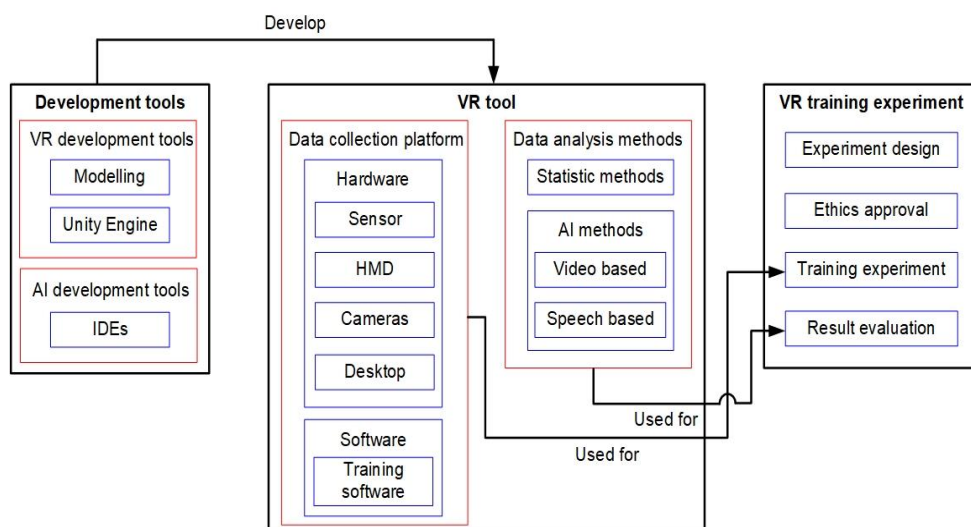 Develop
Development tools
VR development tools
Modelling
Unity Engine
AI development tools
IDEs
VR tool
Data collection platform
Hardware
Sensor
HMD
Cameras
Desktop
Software
Training
software
Data analysis methods
Statistic methods
AI methods
Video based
Speech based
Used for
Used for
VR training experiment
Experiment design
Ethics approval
Training experiment
Result evaluation